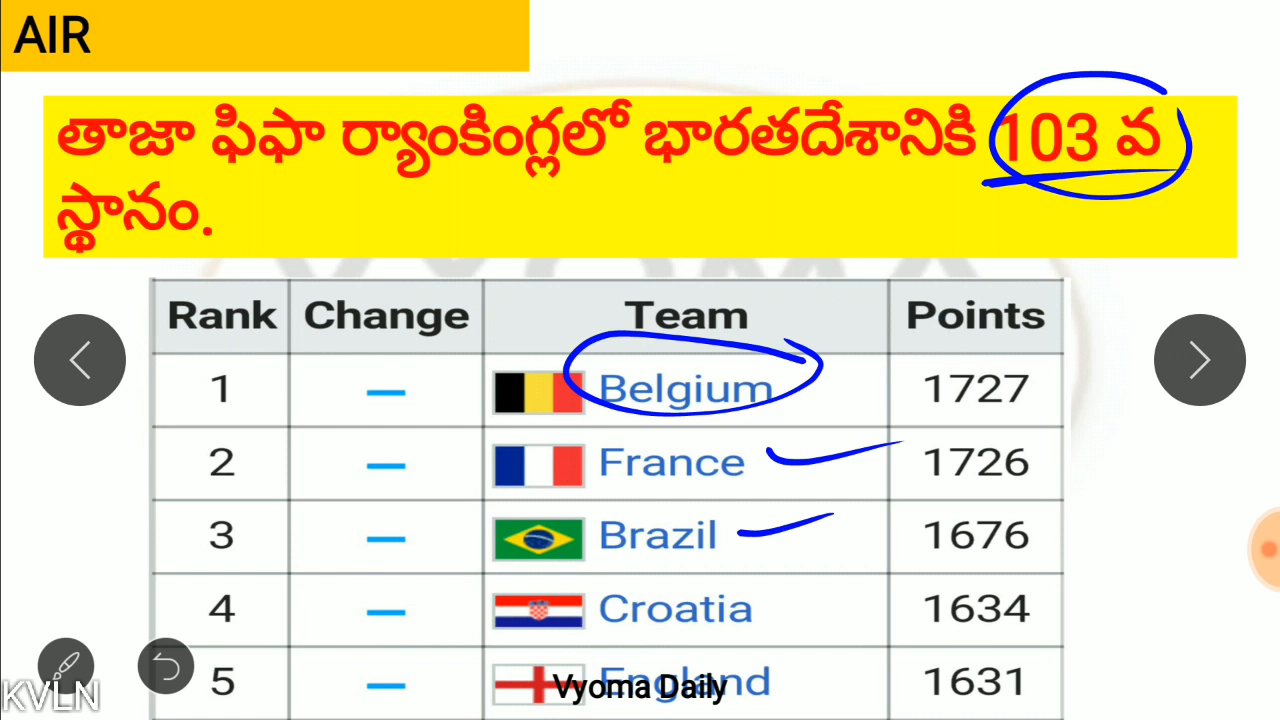 AIR
తాజా ఫిఫా ర్యాంకింగ్లలో భారతదేశానికి 103 వ
స్థానం.
VYOMA
Rank Change Team Points
1 – Belgium 1727
2 – France 1726
3 – Brazil 1676
4 – Croatia 1634
5 – England 1631
Vyoma Daily
KVLN